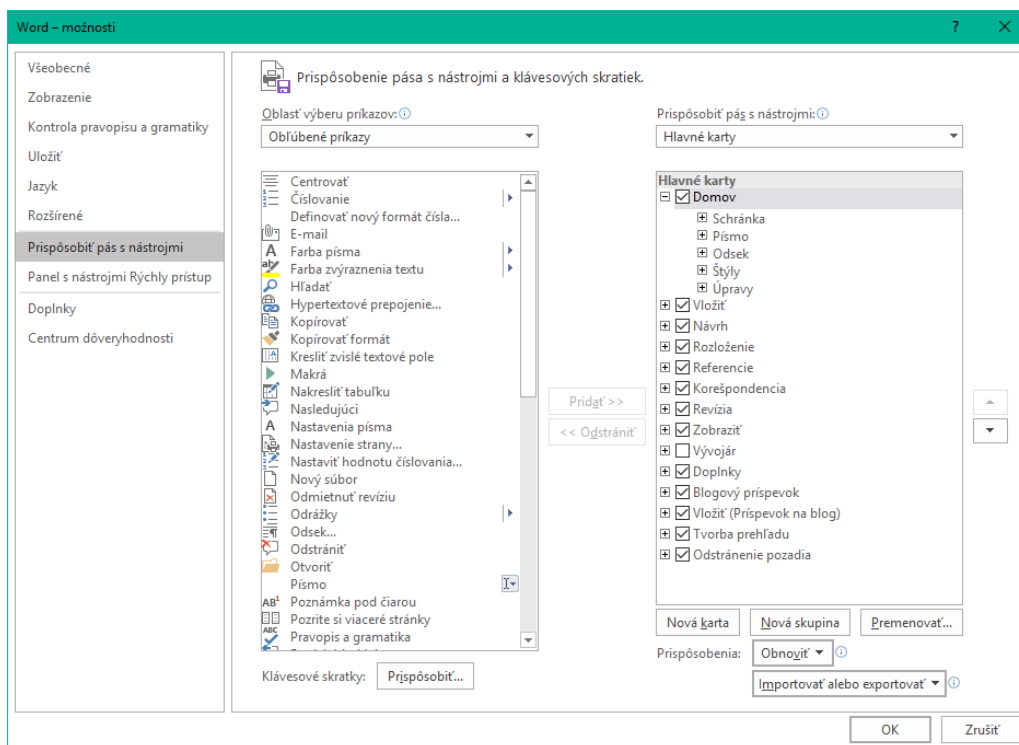 Word – možnosti
?
Všeobecné
Zobrazenie
Kontrola pravopisu a gramatiky
Uložiť
Jazyk
Rozšírené
Prispôsobiť pás s nástrojmi
Panel s nástrojmi Rýchly prístup
Doplnky
Centrum dôveryhodnosti
Prispôsobenie pása s nástrojmi a klávesových skratiek.
Oblasť výberu príkazov:
Obľúbené príkazy
Centrovať
Číslovanie
Definovať nový formát čísla...
E-mail
Farba písma
Farba zvýraznenia textu
Hľadať
Hypertextové prepojenie...
Kopírovať
Kopírovať formát
Kresliť zvislé textové pole
Makrá
Nakresliť tabuľku
Nasledujúci
Nastavenia písma
Nastavenie strany...
Nastaviť hodnotu číslovania...
Nový súbor
Odmietnuť revíziu
Odrážky
Odsek...
Odstrániť
Otvoriť
Písmo
Poznámka pod čiarou
Pozrite si viaceré stránky
Pravopis a gramatika
Klávesové skratky:
Prispôsobiť...
Pridať >>
<< Odstrániť
Prispôsobiť pás s nástrojmi:
Hlavné karty
Hlavné karty
Domov
Schránka
Písmo
Odsek
Štýly
Úpravy
Vložiť
Návrh
Rozloženie
Referencie
Korešpondencia
Revízia
Zobraziť
Vývojár
Doplnky
Blogový príspevok
Vložiť (Príspevok na blog)
Tvorba prehľadu
Odstránenie pozadia
Nová karta
Nová skupina
Premenovať...
Prispôsobenia:
Obnoviť
Importovať alebo exportovať
OK
Zrušiť